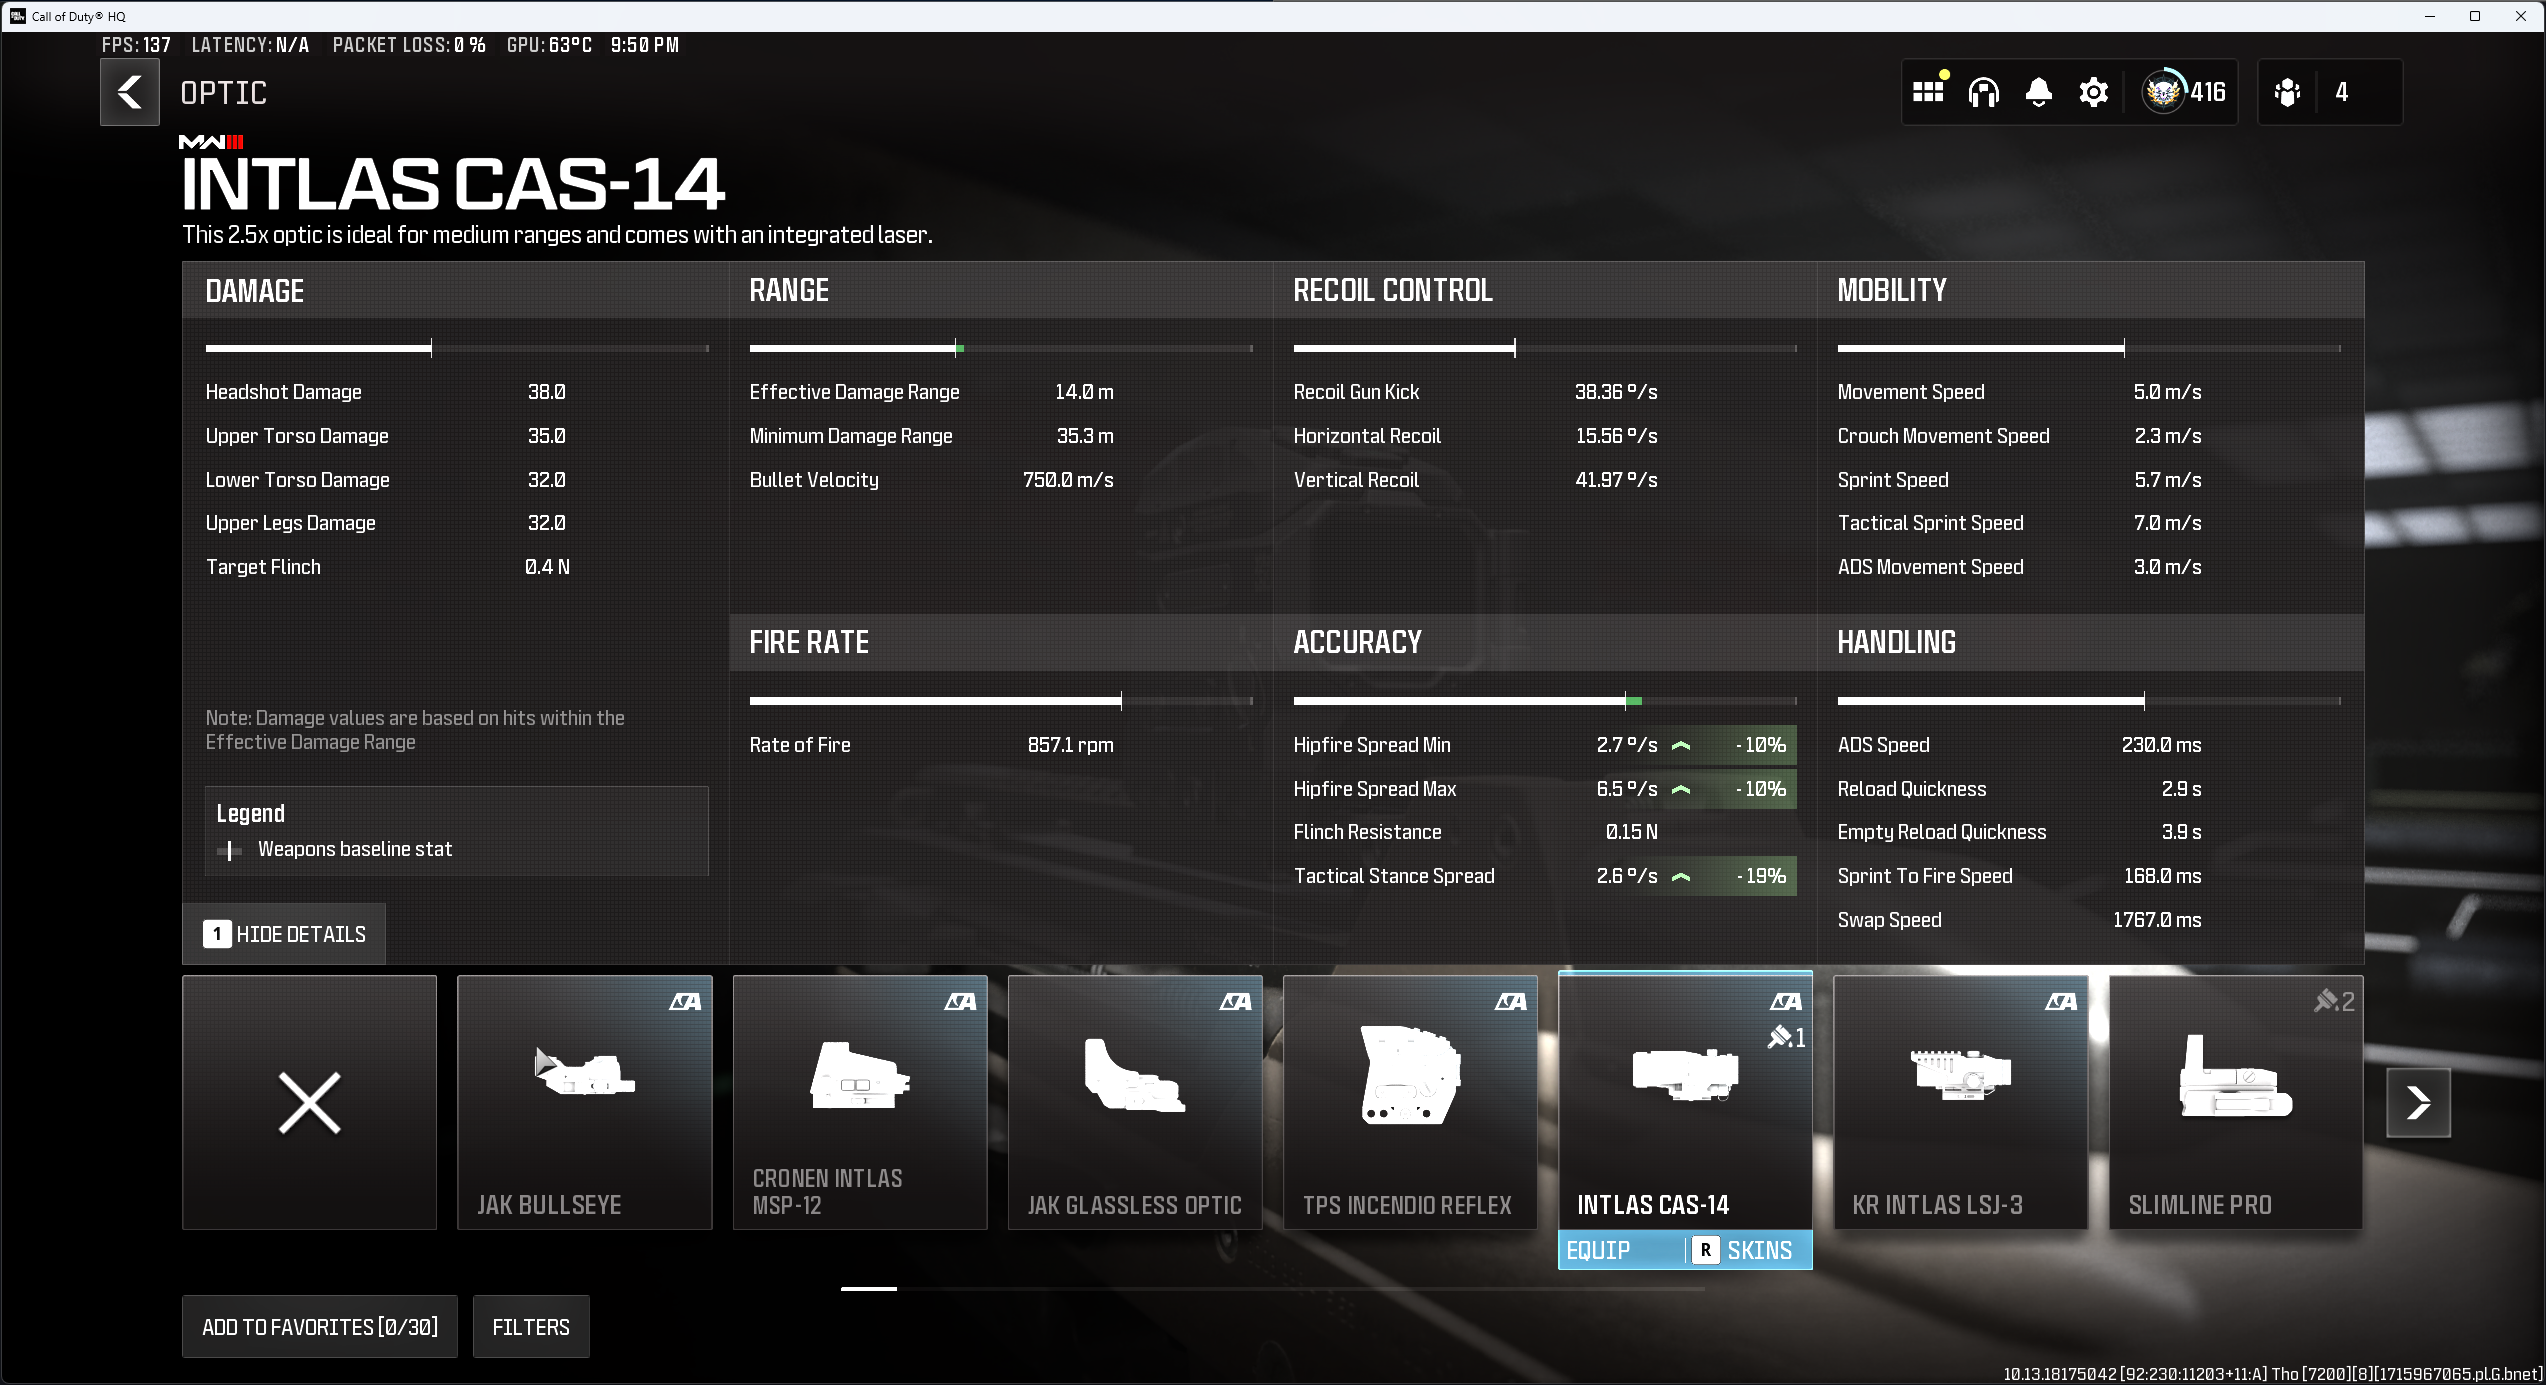 Call of Duty® HQ
FPS: 137 LATENCY: N/A PACKET LOSS: 0 % GPU: 63°C 9:50 PM
OPTIC
416
4
MWIII
INTLAS CAS-14
This 2.5x optic is ideal for medium ranges and comes with an integrated laser.
DAMAGE
Headshot Damage 38.0
Upper Torso Damage 35.0
Lower Torso Damage 32.0
Upper Legs Damage 32.0
Target Flinch 0.4 N
Note: Damage values are based on hits within the
Effective Damage Range
Legend
Weapons baseline stat
1 HIDE DETAILS
RANGE
Effective Damage Range 14.0 m
Minimum Damage Range 35.3 m
Bullet Velocity 750.0 m/s
FIRE RATE
Rate of Fire 857.1 rpm
RECOIL CONTROL
Recoil Gun Kick 38.36 º/s
Horizontal Recoil 15.56 º/s
Vertical Recoil 41.97 º/s
ACCURACY
Hipfire Spread Min 2.7 º/s -10%
Hipfire Spread Max 6.5 º/s -10%
Flinch Resistance 0.15 N
Tactical Stance Spread 2.6 º/s -19%
MOBILITY
Movement Speed 5.0 m/s
Crouch Movement Speed 2.3 m/s
Sprint Speed 5.7 m/s
Tactical Sprint Speed 7.0 m/s
ADS Movement Speed 3.0 m/s
HANDLING
ADS Speed 230.0 ms
Reload Quickness 2.9 s
Empty Reload Quickness 3.9 s
Sprint To Fire Speed 168.0 ms
Swap Speed 1767.0 ms
JAK BULLSEYE
CRONEN INTLAS
MSP-12
JAK GLASSLESS OPTIC
TPS INCENDIO REFLEX
1
INTLAS CAS-14
EQUIP R SKINS
KR INTLAS LSJ-3
2
SLIMLINE PRO
ADD TO FAVORITES [0/30]
FILTERS
10.13.18175042 [92:230:11203+11:A] Tho [7200][8][1715967065.pl.G.bnet]